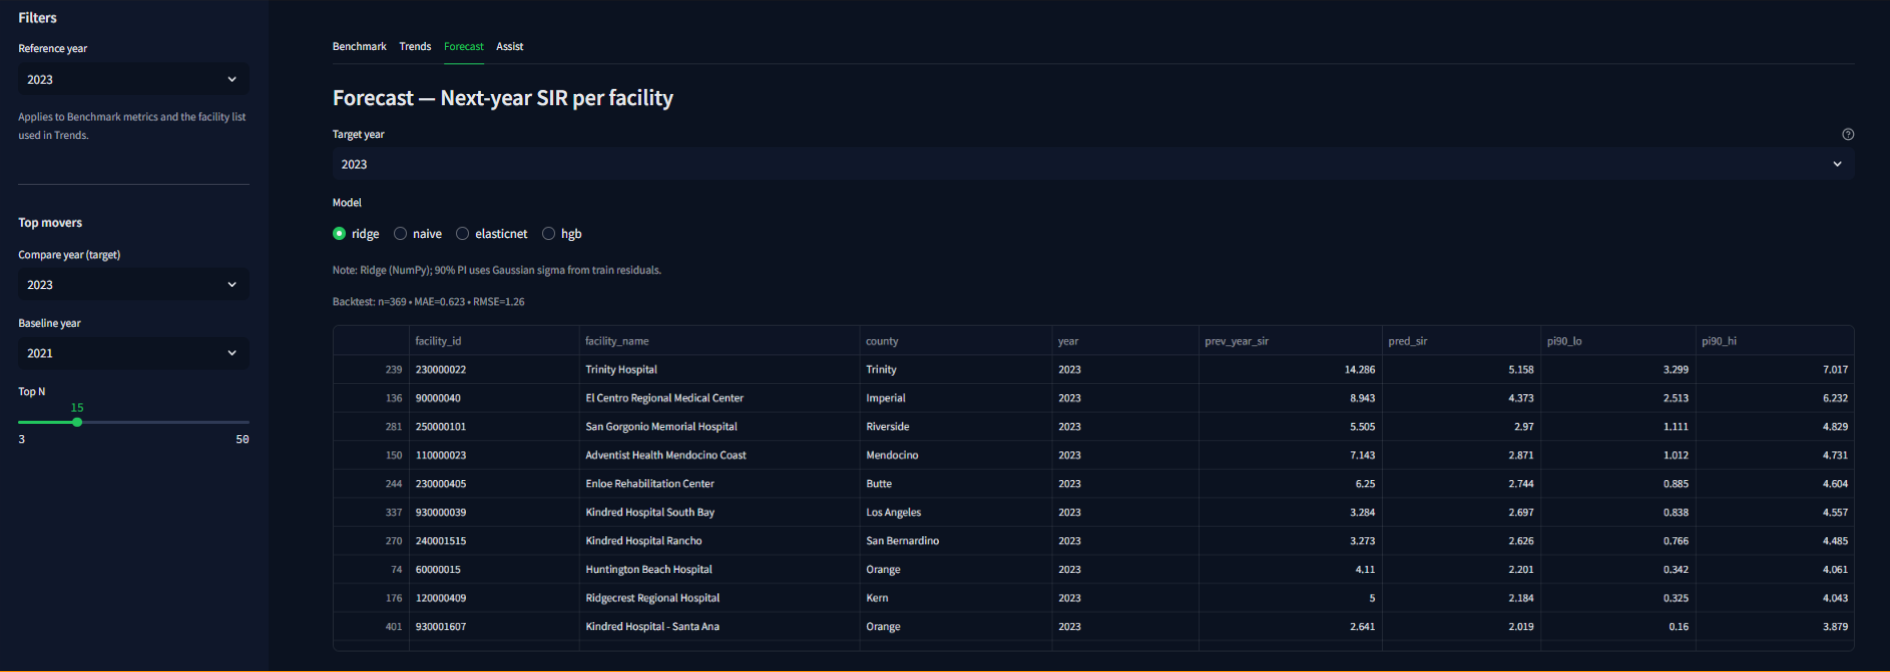 Filters
Reference year
2023
Applies to Benchmark metrics and the facility list
used in Trends.
Top movers
Compare year (target)
2023
Baseline year
2021
Top N
15
3 50
Benchmark Trends Forecast Assist
Forecast — Next-year SIR per facility
Target year
2023
Model
ridge naive elasticnet hgb
Note: Ridge (NumPy); 90% PI uses Gaussian sigma from train residuals.
Backtest: n=369 • MAE=0.623 • RMSE=1.26
facility_id facility_name county year prev_year_sir pred_sir pi90_lo pi90_hi
239 230000022 Trinity Hospital Trinity 2023 14.286 5.158 3.299 7.017
136 90000040 El Centro Regional Medical Center Imperial 2023 8.943 4.373 2.513 6.232
281 250000101 San Gorgonio Memorial Hospital Riverside 2023 5.505 2.97 1.111 4.829
150 110000023 Adventist Health Mendocino Coast Mendocino 2023 7.143 2.871 1.012 4.731
244 230000405 Enloe Rehabilitation Center Butte 2023 6.25 2.744 0.885 4.604
337 930000039 Kindred Hospital South Bay Los Angeles 2023 3.284 2.697 0.838 4.557
270 240001515 Kindred Hospital Rancho San Bernardino 2023 3.273 2.626 0.766 4.485
74 60000015 Huntington Beach Hospital Orange 2023 4.11 2.201 0.342 4.061
176 120000409 Ridgecrest Regional Hospital Kern 2023 5 2.184 0.325 4.043
401 930001607 Kindred Hospital - Santa Ana Orange 2023 2.641 2.019 0.16 3.879